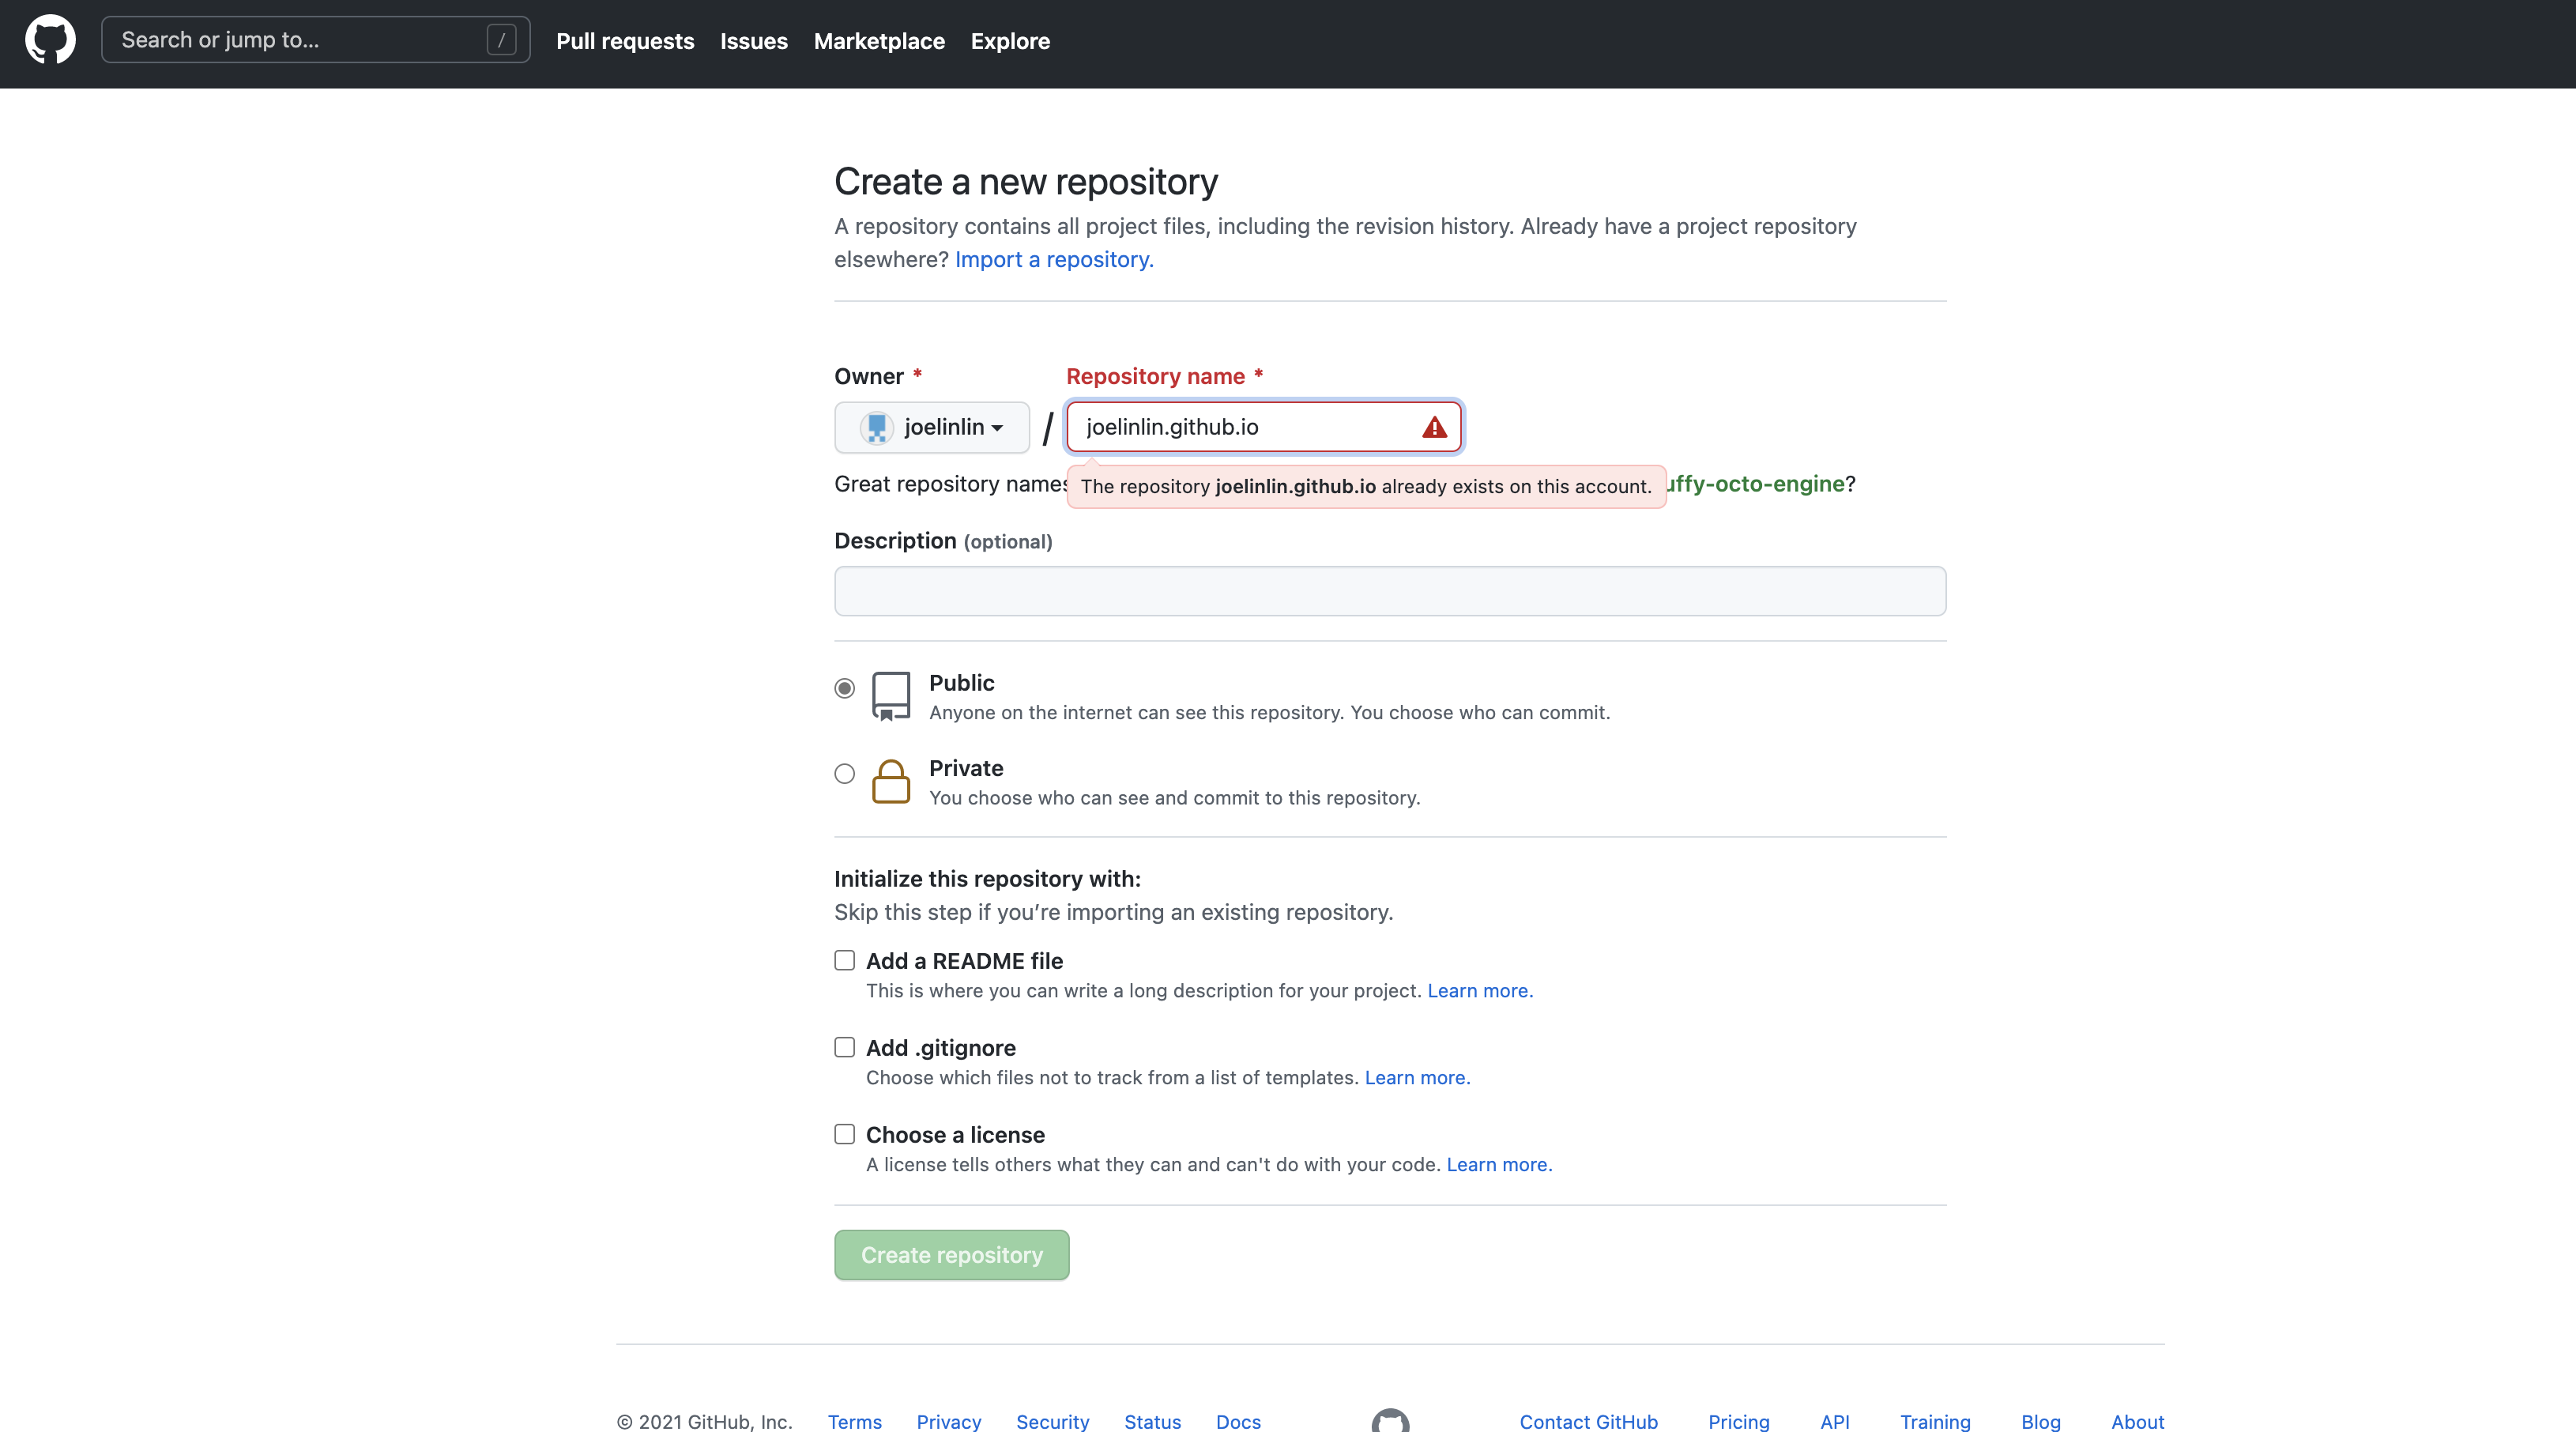 Search or jump to...
/
Pull requests
Issues
Marketplace
Explore
Create a new repository
A repository contains all project files, including the revision history. Already have a project repository
elsewhere? Import a repository.
Owner *
Repository name *
joelinlin
/
joelinlin.github.io
Great repository names
The repository joelinlin.github.io already exists on this account.
uffy-octo-engine?
Description (optional)
Public
Anyone on the internet can see this repository. You choose who can commit.
Private
You choose who can see and commit to this repository.
Initialize this repository with:
Skip this step if you’re importing an existing repository.
Add a README file
This is where you can write a long description for your project. Learn more.
Add .gitignore
Choose which files not to track from a list of templates. Learn more.
Choose a license
A license tells others what they can and can't do with your code. Learn more.
Create repository
© 2021 GitHub, Inc.
Terms
Privacy
Security
Status
Docs
Contact GitHub
Pricing
API
Training
Blog
About